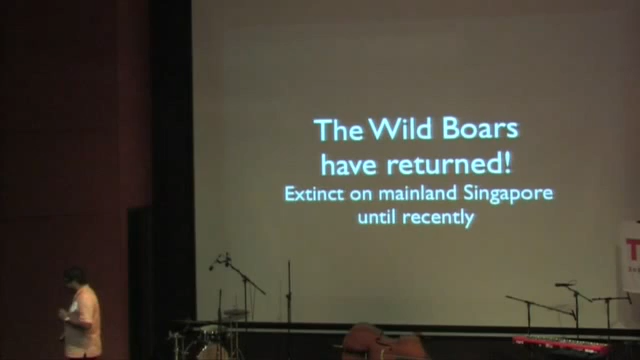 The Wild Boars
have returned!
Extinct on mainland Singapore
until recently